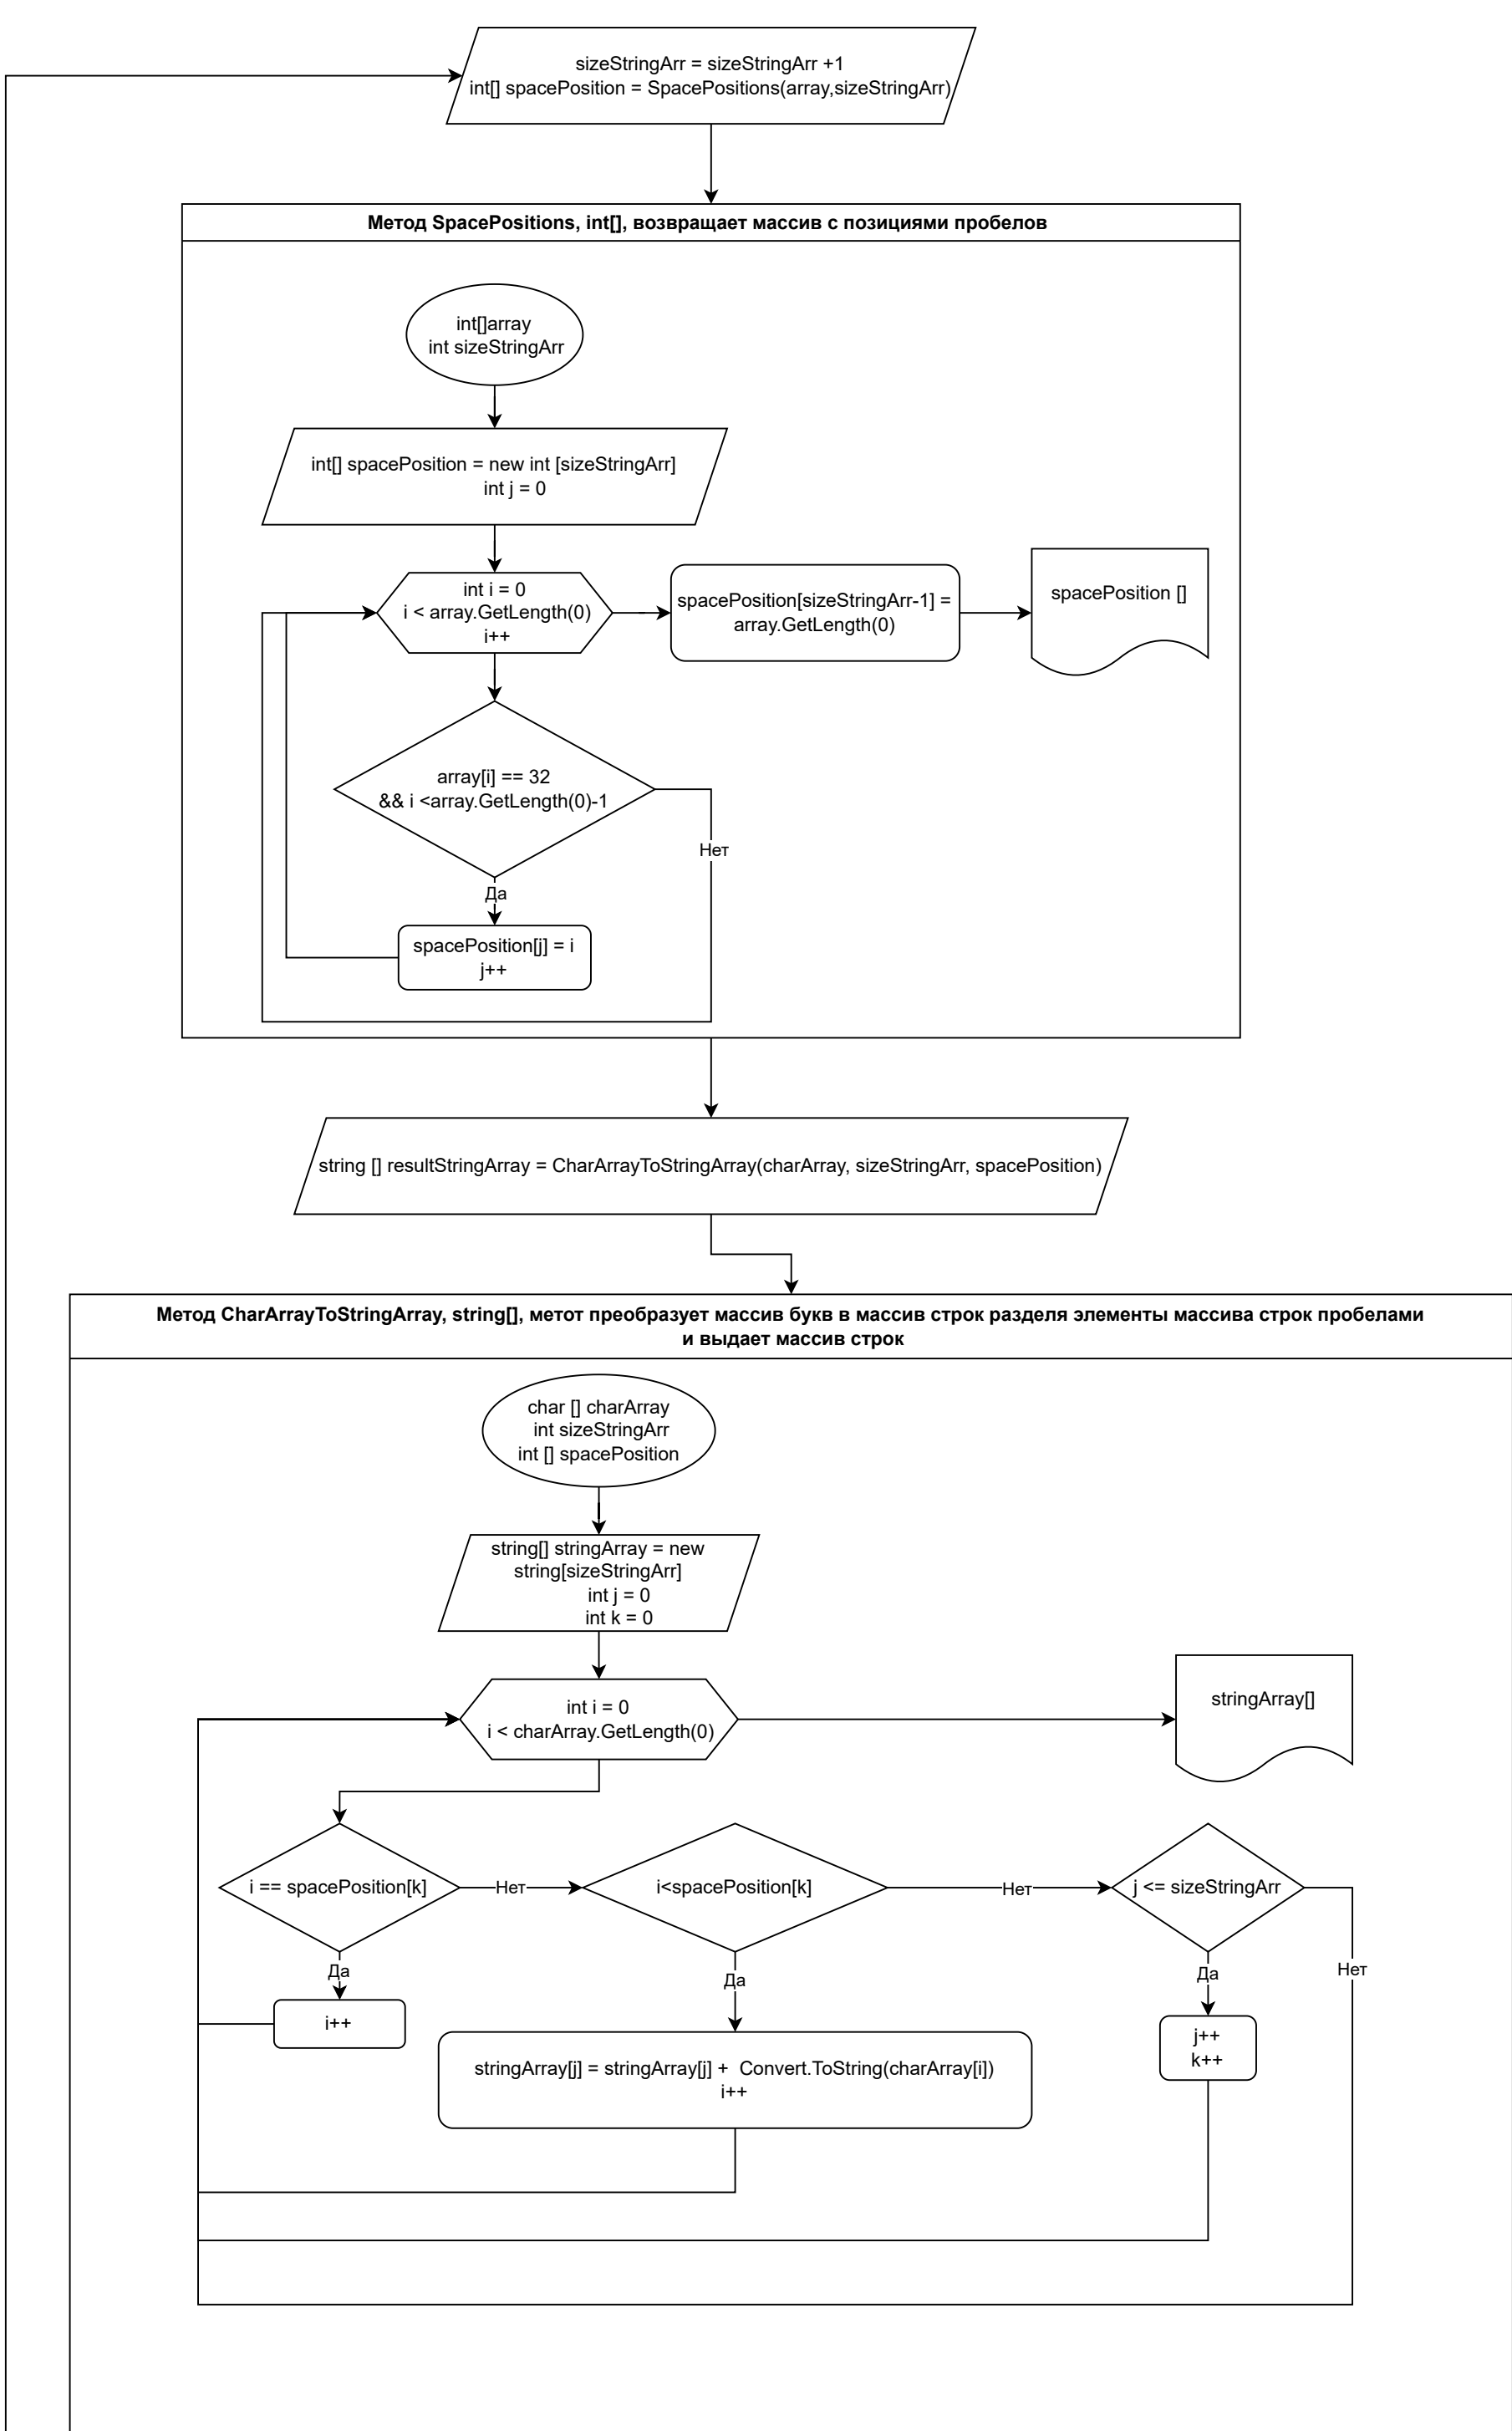 sizeStringArr = sizeStringArr +1
int[] spacePosition = SpacePositions(array,sizeStringArr)
Метод SpacePositions, int[], возвращает массив с позициями пробелов
int[]array
int sizeStringArr
int[] spacePosition = new int [sizeStringArr]
int j = 0
int i = 0
i < array.GetLength(0)
i++
spacePosition[sizeStringArr-1] =
array.GetLength(0)
spacePosition []
array[i] == 32
&& i <array.GetLength(0)-1
Нет
Да
spacePosition[j] = i
j++
string [] resultStringArray = CharArrayToStringArray(charArray, sizeStringArr, spacePosition)
Метод CharArrayToStringArray, string[], метот преобразует массив букв в массив строк разделя элементы массива строк пробелами
и выдает массив строк
char [] charArray
int sizeStringArr
int [] spacePosition
string[] stringArray = new
string[sizeStringArr]
int j = 0
int k = 0
int i = 0
i < charArray.GetLength(0)
stringArray[]
i == spacePosition[k]
Нет
i<spacePosition[k]
Нет
j <= sizeStringArr
Да
Да
Да
Нет
i++
stringArray[j] = stringArray[j] + Convert.ToString(charArray[i])
i++
j++
k++